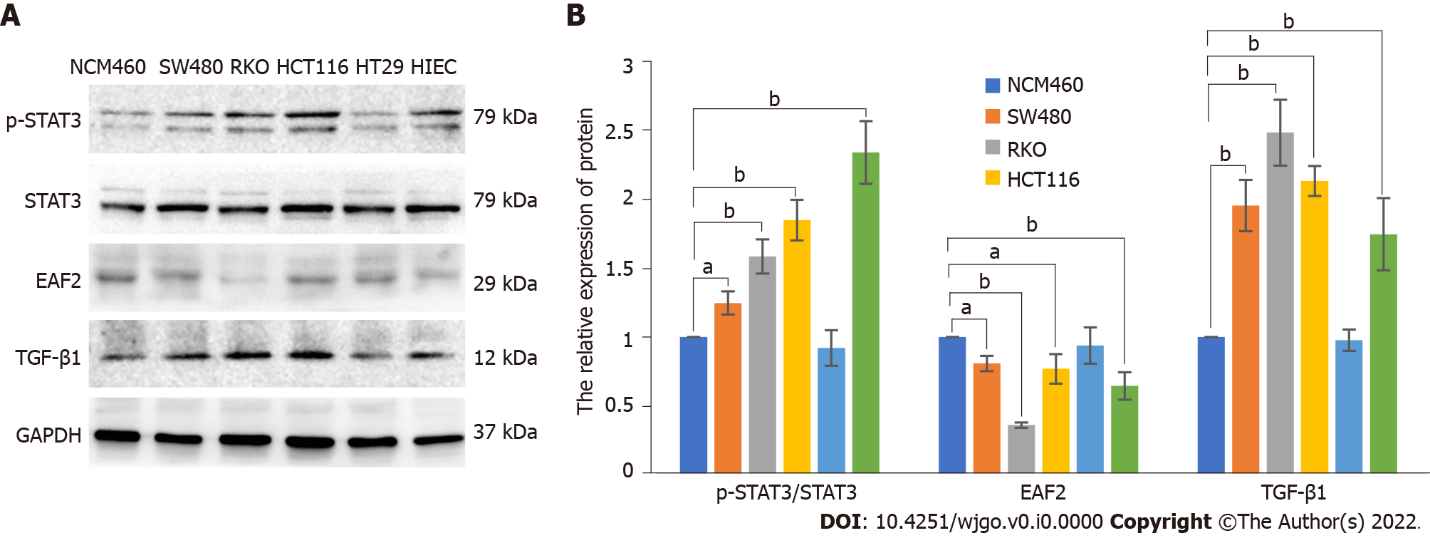 A
NCM460 SW480 RKO HCT116 HT29 HIEC
p-STAT3 79 kDa
STAT3 79 kDa
EAF2 29 kDa
TGF-β1 12 kDa
GAPDH 37 kDa
B
The relative expression of protein
3
2.5
2
1.5
1
0.5
0
NCM460
SW480
RKO
HCT116
a
b
b
b
a
b
a
b
b
b
b
b
p-STAT3/STAT3 EAF2 TGF-β1
DOI: 10.4251/wjgo.v0.i0.0000 Copyright ©The Author(s) 2022.